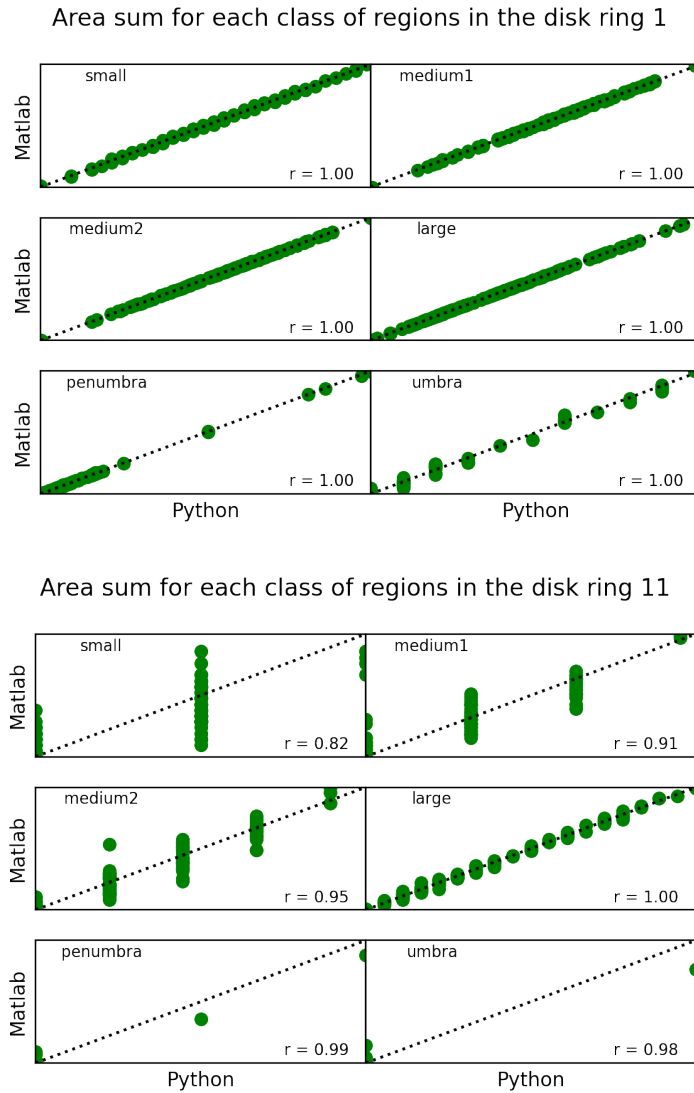 Area sum for each class of regions in the disk ring 1
small
medium1
Matlab
r = 1.00
r = 1.00
medium2
large
Matlab
r = 1.00
r = 1.00
penumbra
umbra
Matlab
r = 1.00
r = 1.00
Python
Python
Area sum for each class of regions in the disk ring 11
small
medium1
Matlab
r = 0.82
r = 0.91
medium2
large
Matlab
r = 0.95
r = 1.00
penumbra
umbra
Matlab
r = 0.99
r = 0.98
Python
Python